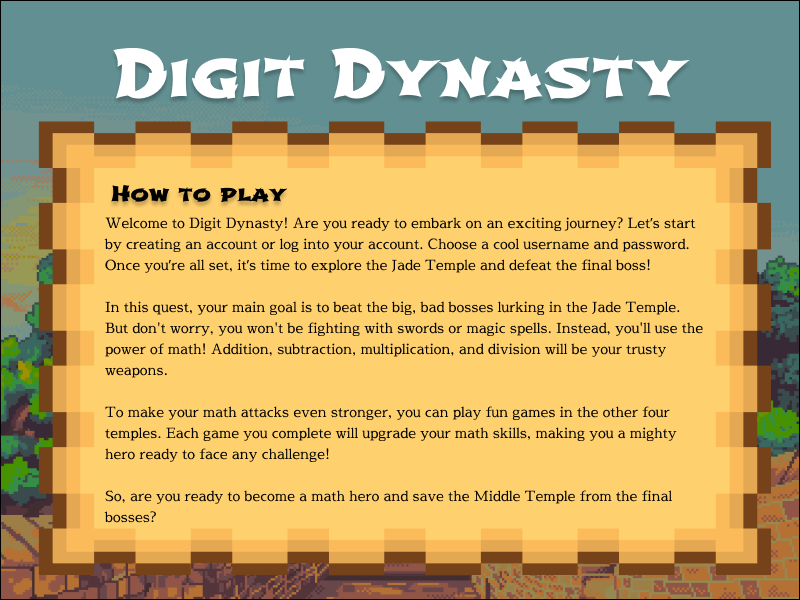 Digit Dynasty
How to play
Welcome to Digit Dynasty! Are you ready to embark on an exciting journey? Let's start
by creating an account or log into your account. Choose a cool username and password.
Once you're all set, it's time to explore the Jade Temple and defeat the final boss!
In this quest, your main goal is to beat the big, bad bosses lurking in the Jade Temple.
But don't worry, you won't be fighting with swords or magic spells. Instead, you'll use the
power of math! Addition, subtraction, multiplication, and division will be your trusty
weapons.
To make your math attacks even stronger, you can play fun games in the other four
temples. Each game you complete will upgrade your math skills, making you a mighty
hero ready to face any challenge!
So, are you ready to become a math hero and save the Middle Temple from the final
bosses?